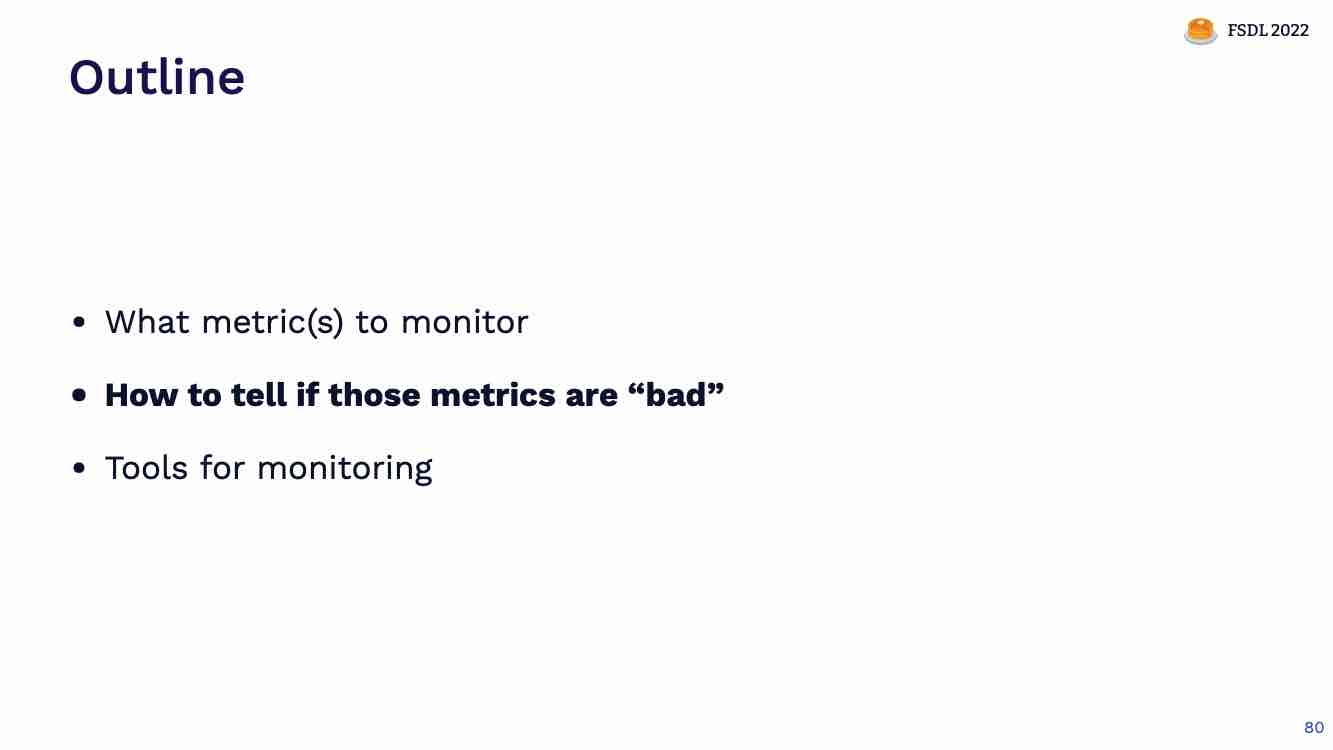 FSDL 2022
Outline
• What metric(s) to monitor
• How to tell if those metrics are “bad”
• Tools for monitoring
80